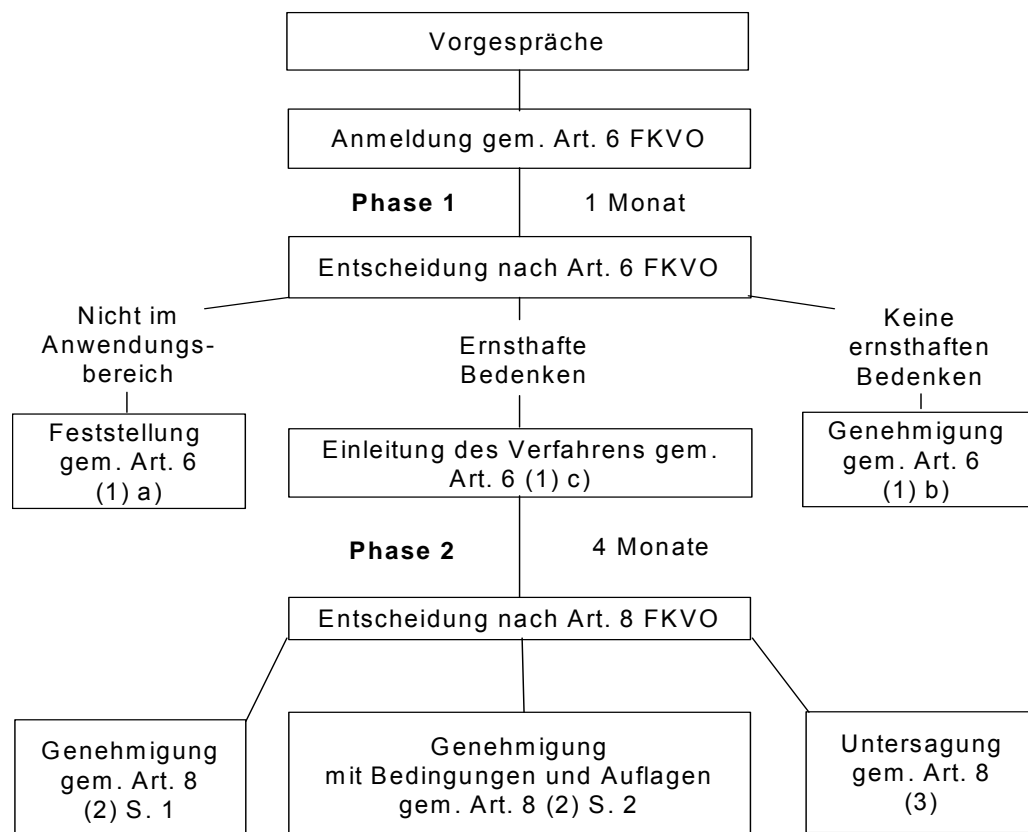 Vorgespräche
Anmeldung gem. Art. 6 FKVO
Phase 1
1 Monat
Entscheidung nach Art. 6 FKVO
Nicht im
Anwendungs-
bereich
Ernsthafte
Bedenken
Keine
ernsthaften
Bedenken
Feststellung
gem. Art. 6
(1) a)
Einleitung des Verfahrens gem.
Art. 6 (1) c)
Genehmigung
gem. Art. 6
(1) b)
Phase 2
4 Monate
Entscheidung nach Art. 8 FKVO
Genehmigung
gem. Art. 8
(2) S. 1
Genehmigung
mit Bedingungen und Auflagen
gem. Art. 8 (2) S. 2
Untersagung
gem. Art. 8
(3)